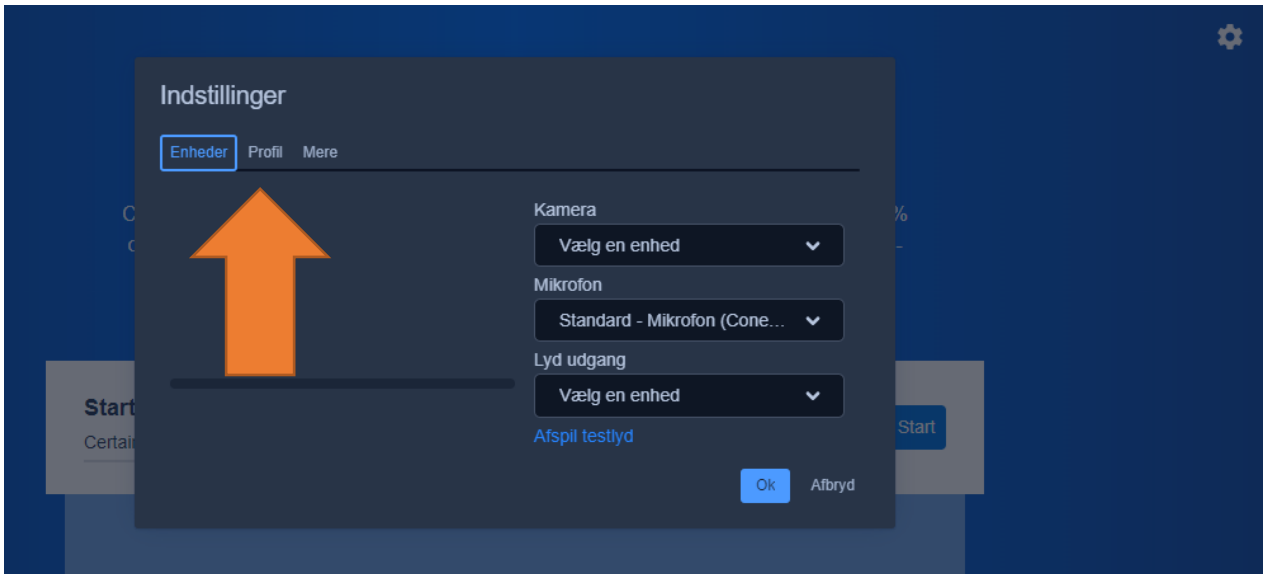 Indstillinger
Enheder Profil Mere
Kamera
Vælg en enhed
Mikrofon
Standard - Mikrofon (Cone...
Lyd udgang
Vælg en enhed
Afspil testlyd
Ok Afbryd
C %
-
Start
Start